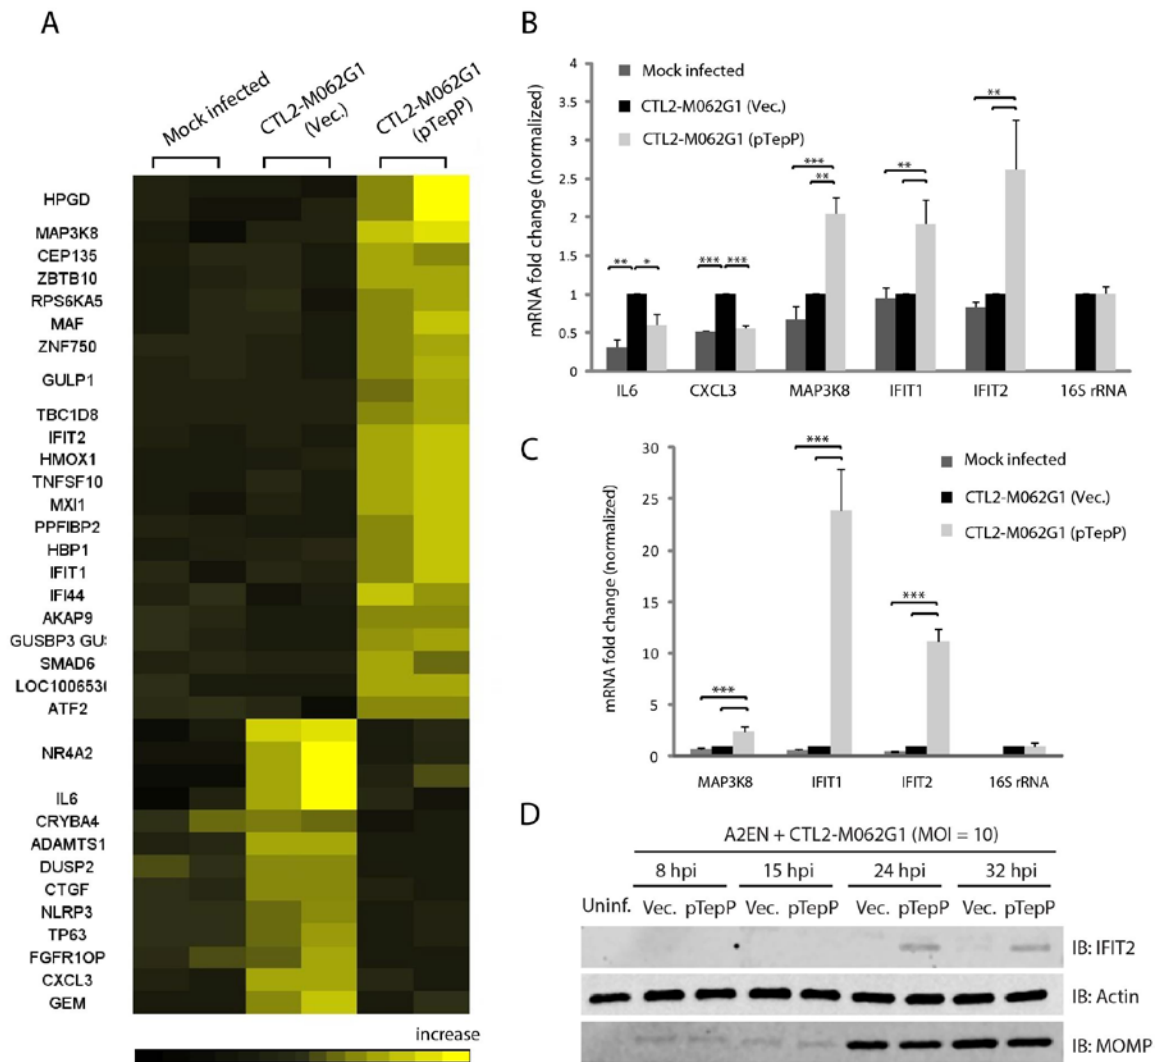 A
Mock infected
CTL2-M062G1
(Vec.)
CTL2-M062G1
(pTepP)
HPGD
MAP3K8
CEP135
ZBTB10
RPS6KA5
MAF
ZNF750
GULP1
TBC1D8
IFIT2
HMOX1
TNFSF10
MXI1
PPFIBP2
HBP1
IFIT1
IFI44
AKAP9
GUSBP3 GU
SMAD6
LOC100653
ATF2
NR4A2
IL6
CRYBA4
ADAMTS1
DUSP2
CTGF
NLRP3
TP63
FGFR1OP
CXCL3
GEM
increase
B
mRNA fold change (normalized)
4
3.5
3
2.5
2
1.5
1
0.5
0
Mock infected
CTL2-M062G1 (Vec.)
CTL2-M062G1 (pTepP)
** * *** *** *** ** ** **
IL6 CXCL3 MAP3K8 IFIT1 IFIT2 16S rRNA
C
mRNA fold change (normalized)
30
25
20
15
10
5
0
Mock infected
CTL2-M062G1 (Vec.)
CTL2-M062G1 (pTepP)
*** *** ***
MAP3K8 IFIT1 IFIT2 16S rRNA
D
A2EN + CTL2-M062G1 (MOI = 10)
8 hpi 15 hpi 24 hpi 32 hpi
Uninf. Vec. pTepP Vec. pTepP Vec. pTepP Vec. pTepP
IB: IFIT2
IB: Actin
IB: MOMP